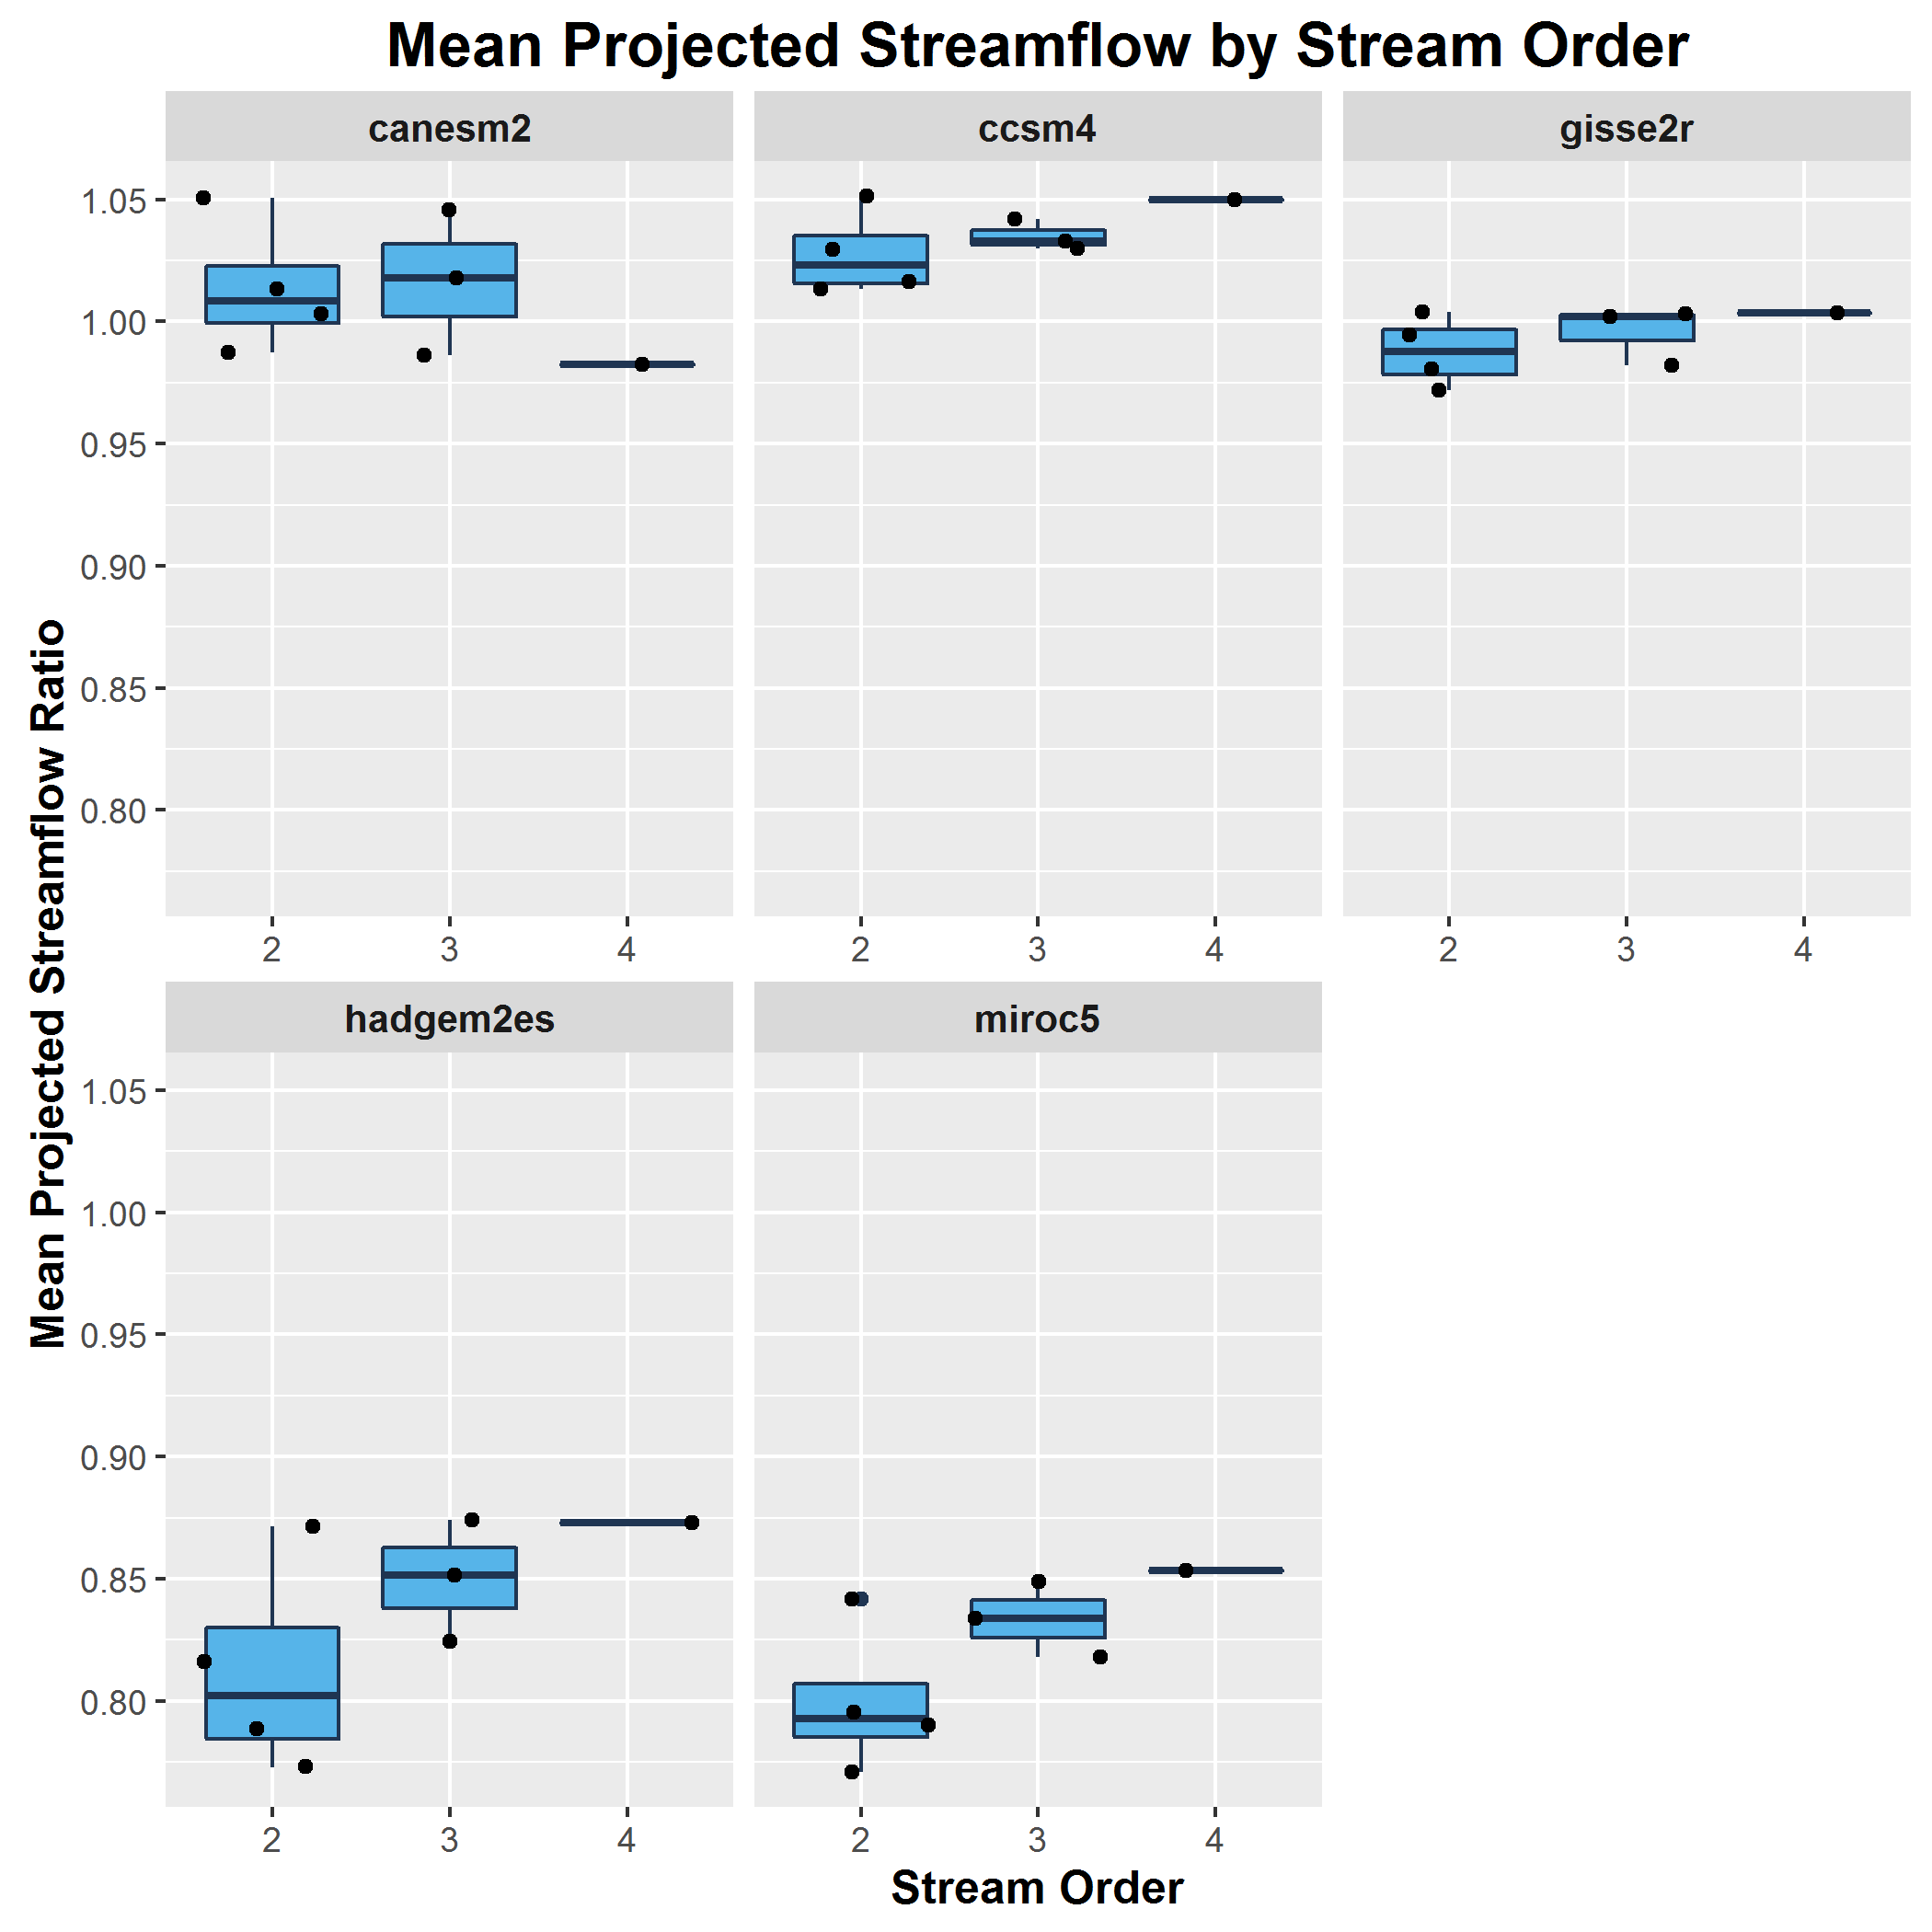 Mean Projected Streamflow by Stream Order
canesm2
ccsm4
gisse2r
1.05
1.00
0.95
0.90
0.85
0.80
2 3 4
2 3 4
2 3 4
Mean Projected Streamflow Ratio
hadgem2es
miroc5
1.05
1.00
0.95
0.90
0.85
0.80
2 3 4
2 3 4
Stream Order